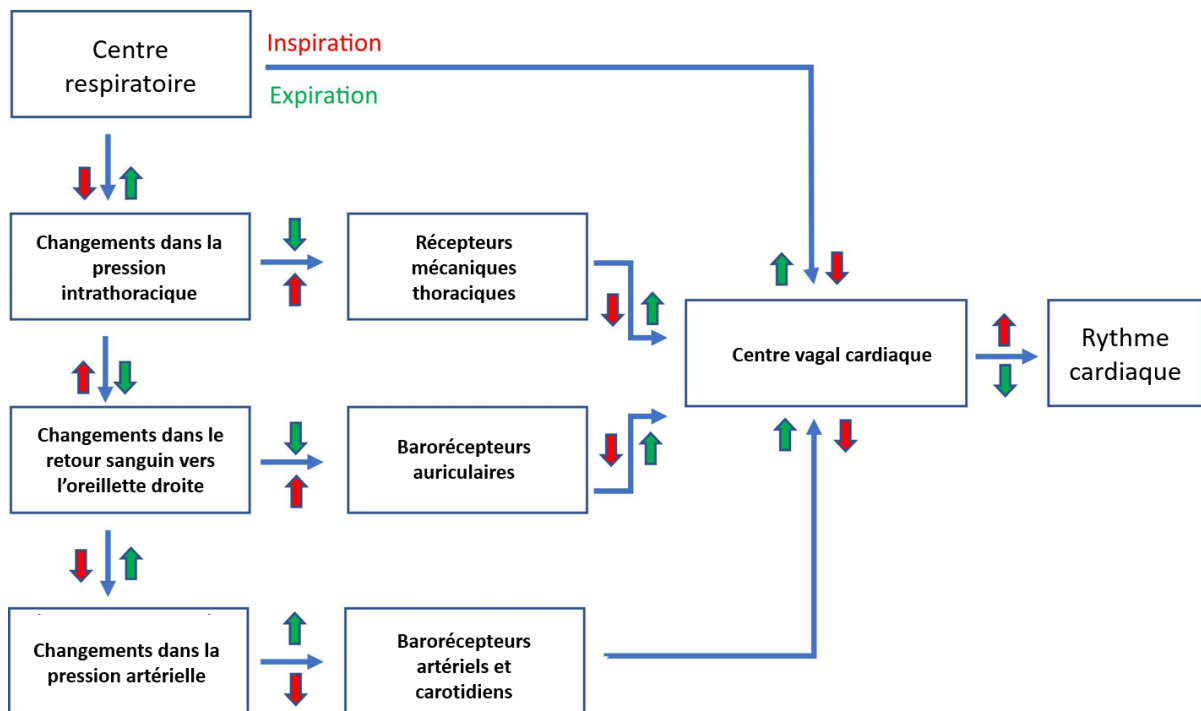 Centre
respiratoire
Inspiration
Expiration
Changements dans la
pression
intrathoracique
Récepteurs
mécaniques
thoraciques
Centre vagal cardiaque
Rythme
cardiaque
Changements dans le
retour sanguin vers
l’oreillette droite
Barorécepteurs
auriculaires
Changements dans la
pression artérielle
Barorécepteurs
artériels et
carotidiens